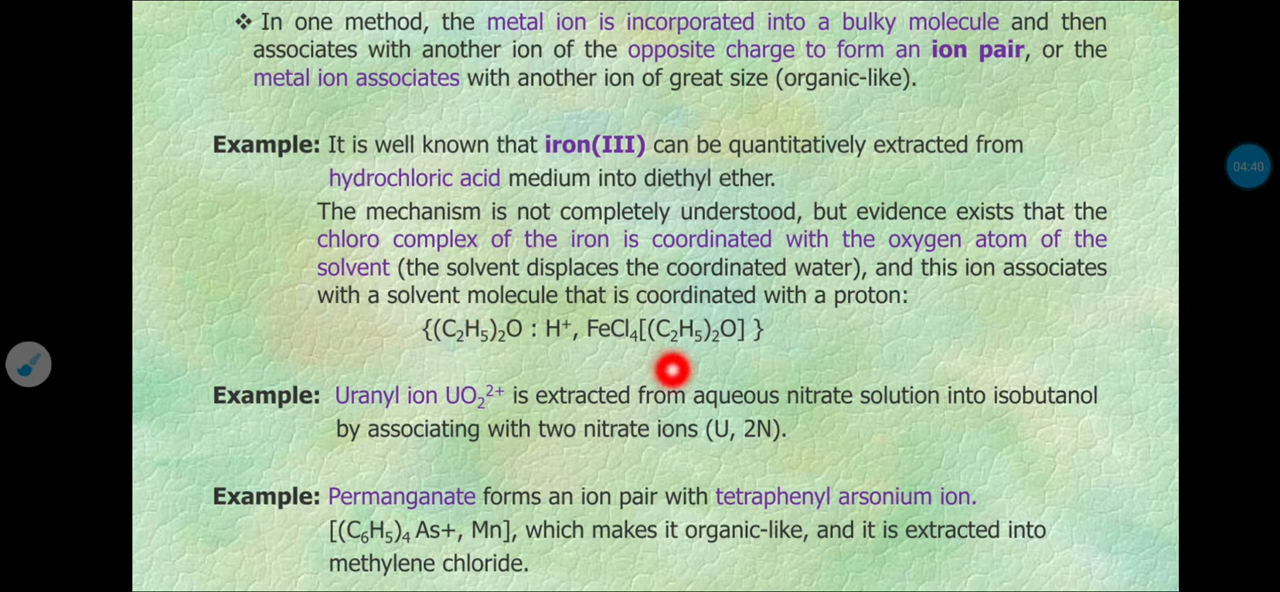 ❖ In one method, the metal ion is incorporated into a bulky molecule and then
associates with another ion of the opposite charge to form an ion pair, or the
metal ion associates with another ion of great size (organic-like).
Example: It is well known that iron(III) can be quantitatively extracted from
hydrochloric acid medium into diethyl ether.
The mechanism is not completely understood, but evidence exists that the
chloro complex of the iron is coordinated with the oxygen atom of the
solvent (the solvent displaces the coordinated water), and this ion associates
with a solvent molecule that is coordinated with a proton:
{(C₂H₅)₂O : H⁺, FeCl₄[(C₂H₅)₂O] }
Example: Uranyl ion UO₂²⁺ is extracted from aqueous nitrate solution into isobutanol
by associating with two nitrate ions (U, 2N).
Example: Permanganate forms an ion pair with tetraphenyl arsonium ion.
[(C₆H₅)₄ As+, Mn], which makes it organic-like, and it is extracted into
methylene chloride.
04:40